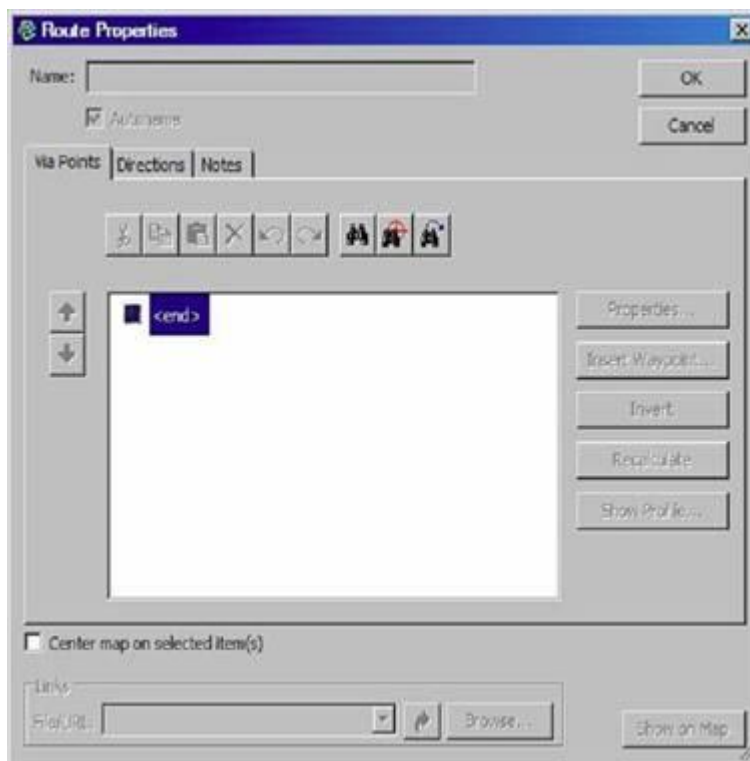 Route Properties
Name:
OK
Autoname
Cancel
Via Points Directions Notes
<end>
Properties...
Insert Waypoint...
Invert
Recalculate
Show Profile...
Center map on selected item(s)
Links
File/URL:
Browse...
Show on Map